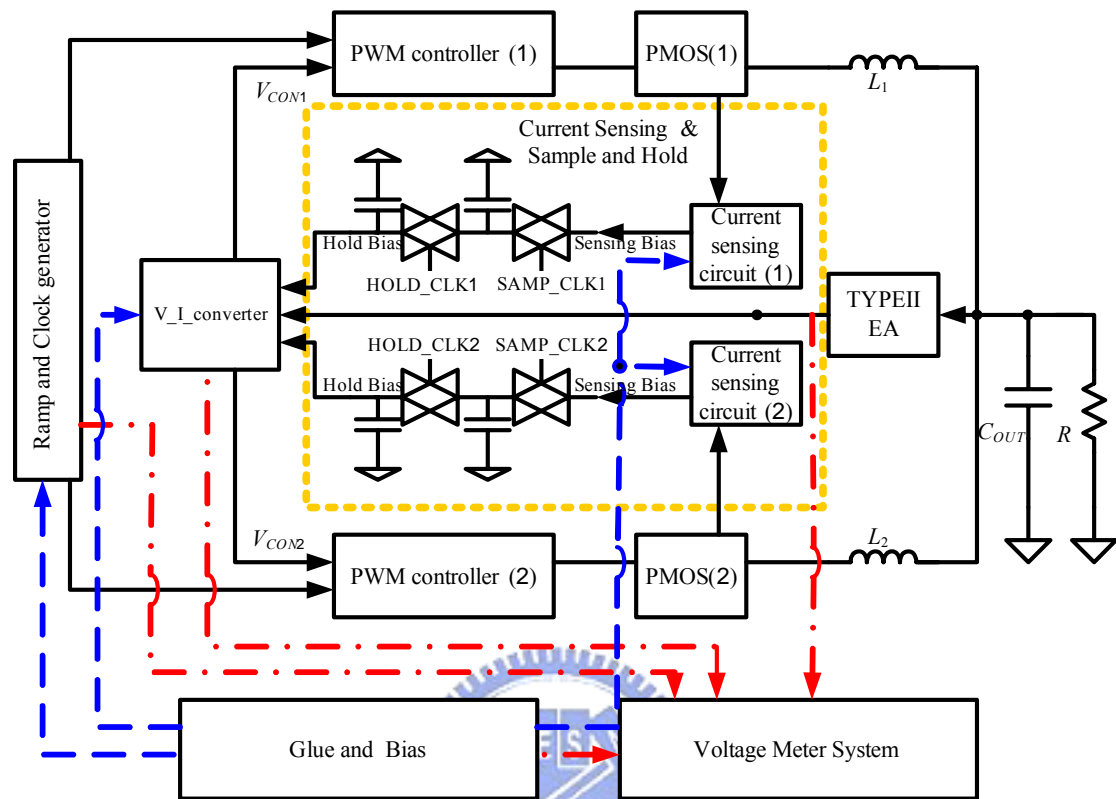 PWM controller (1)
PMOS(1)
L1
VCON1
Current Sensing &
Sample and Hold
Ramp and Clock generator
Hold Bias
Sensing Bias
Current
sensing
circuit (1)
HOLD_CLK1
SAMP_CLK1
V_I_converter
TYPEII
EA
HOLD_CLK2
SAMP_CLK2
Hold Bias
Sensing Bias
Current
sensing
circuit (2)
COUT
R
VCON2
L2
PWM controller (2)
PMOS(2)
Glue and Bias
Voltage Meter System